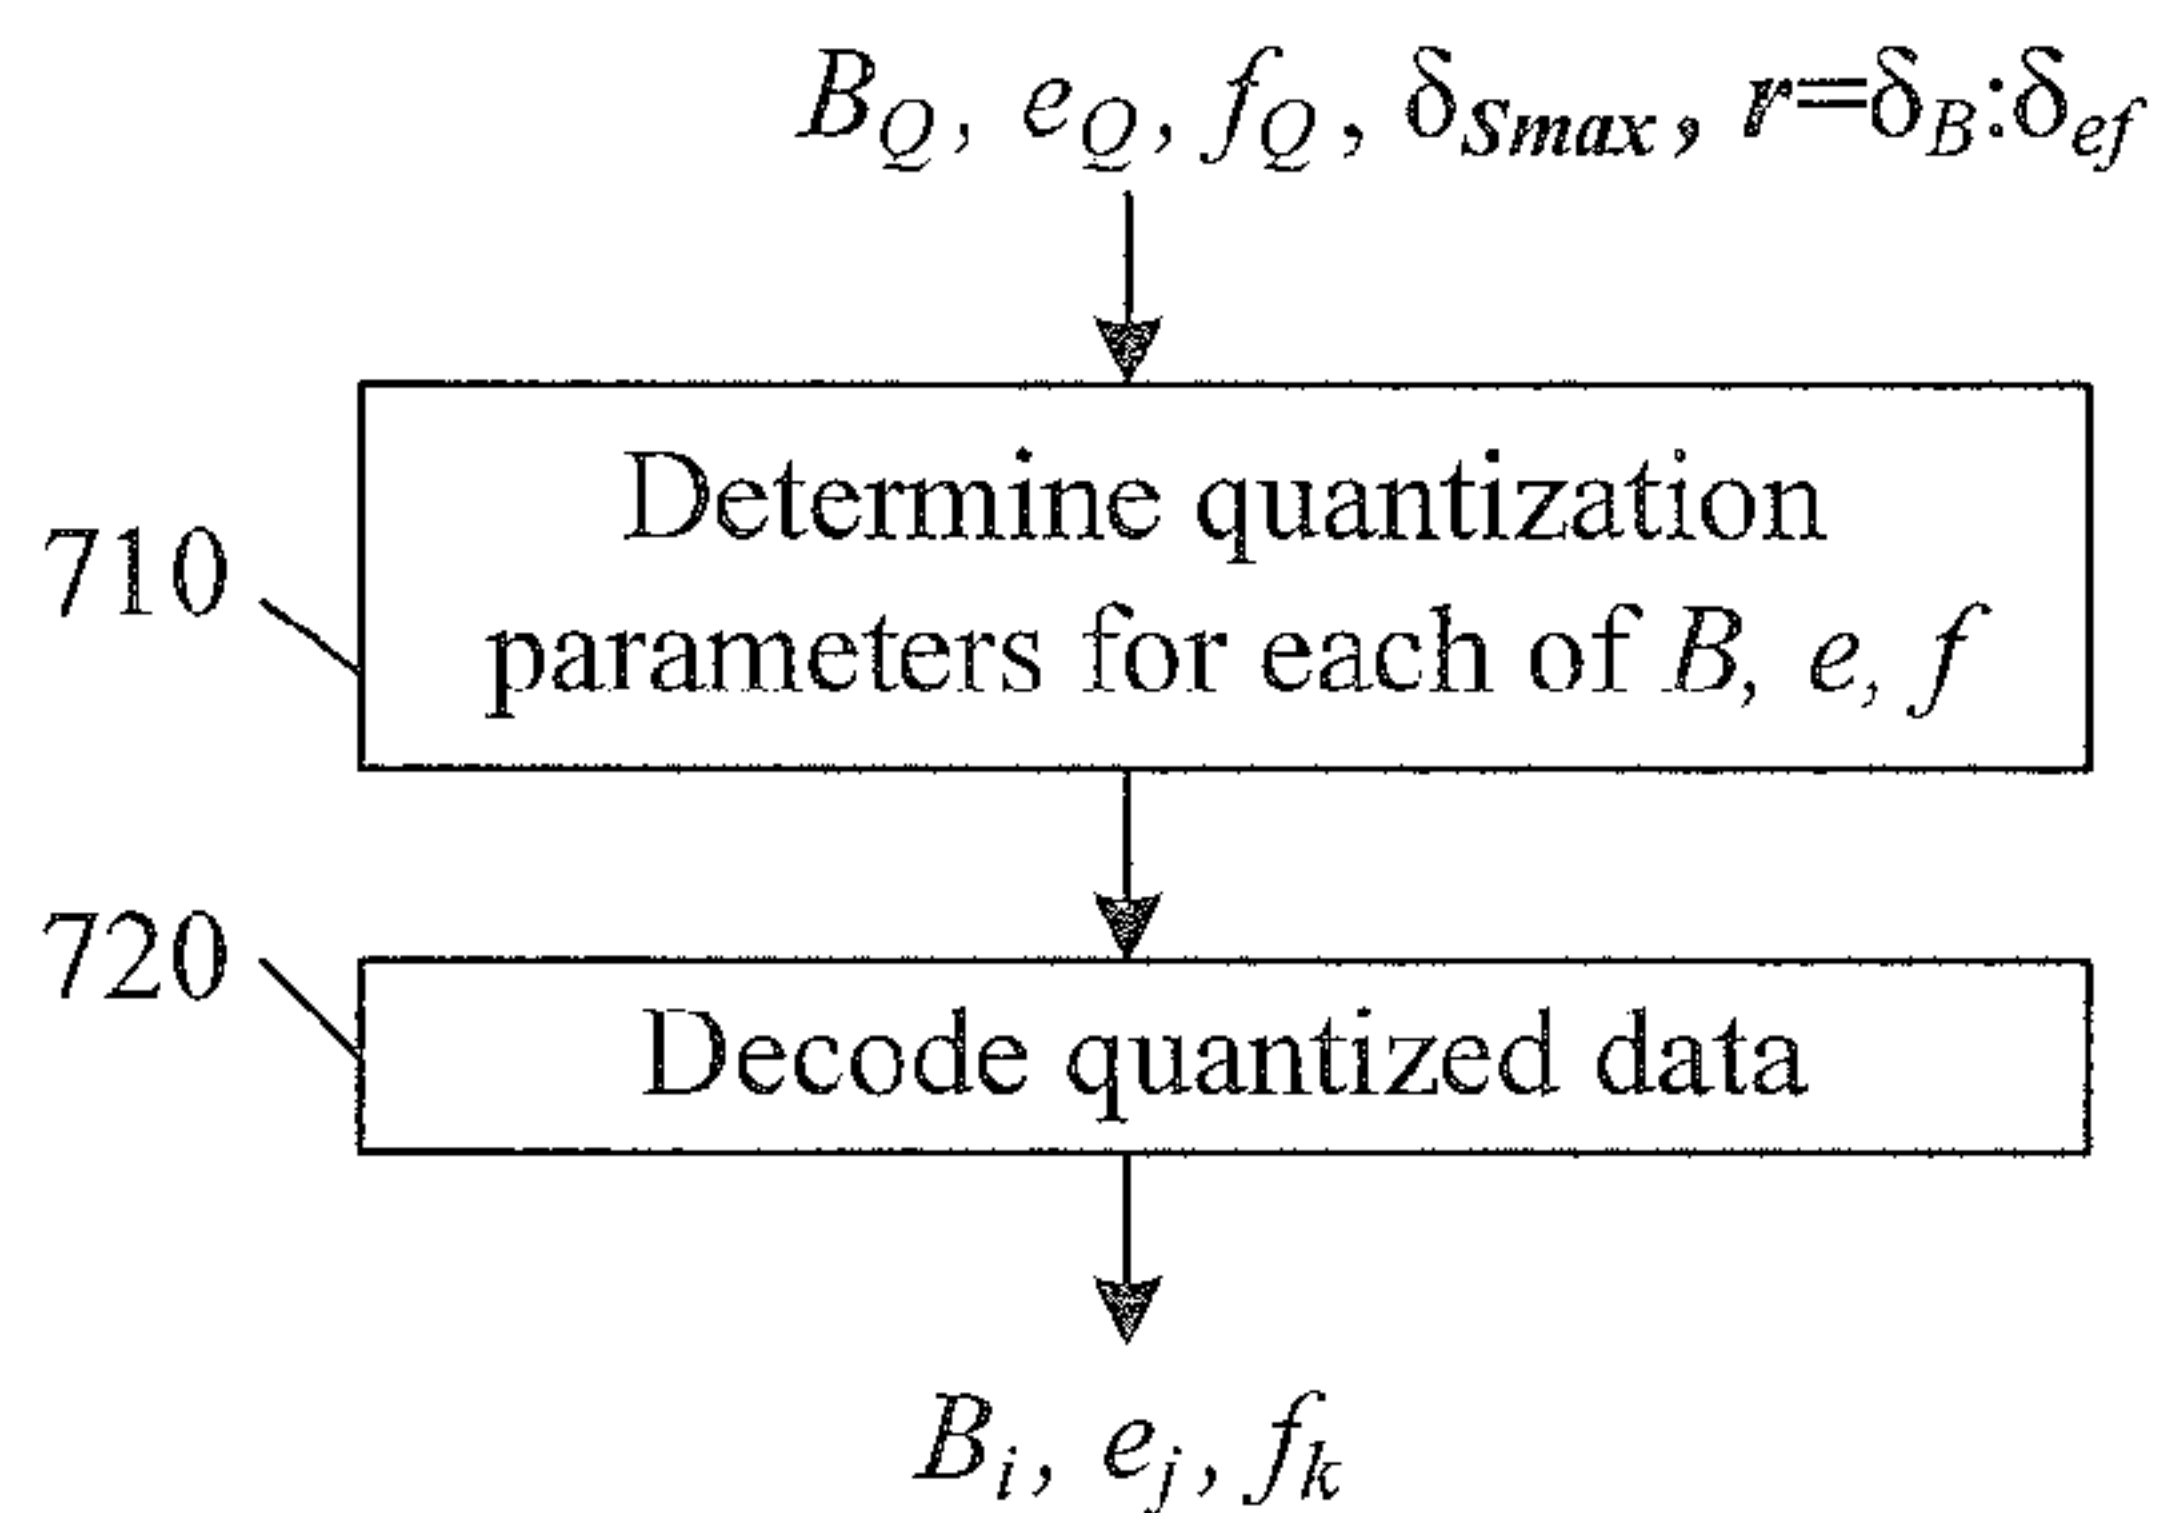 B_Q, e_Q, f_Q, δ_Smax, r=δ_B:δ_ef
Determine quantization
710
parameters for each of B, e, f
720
Decode quantized data
B_i, e_j, f_k